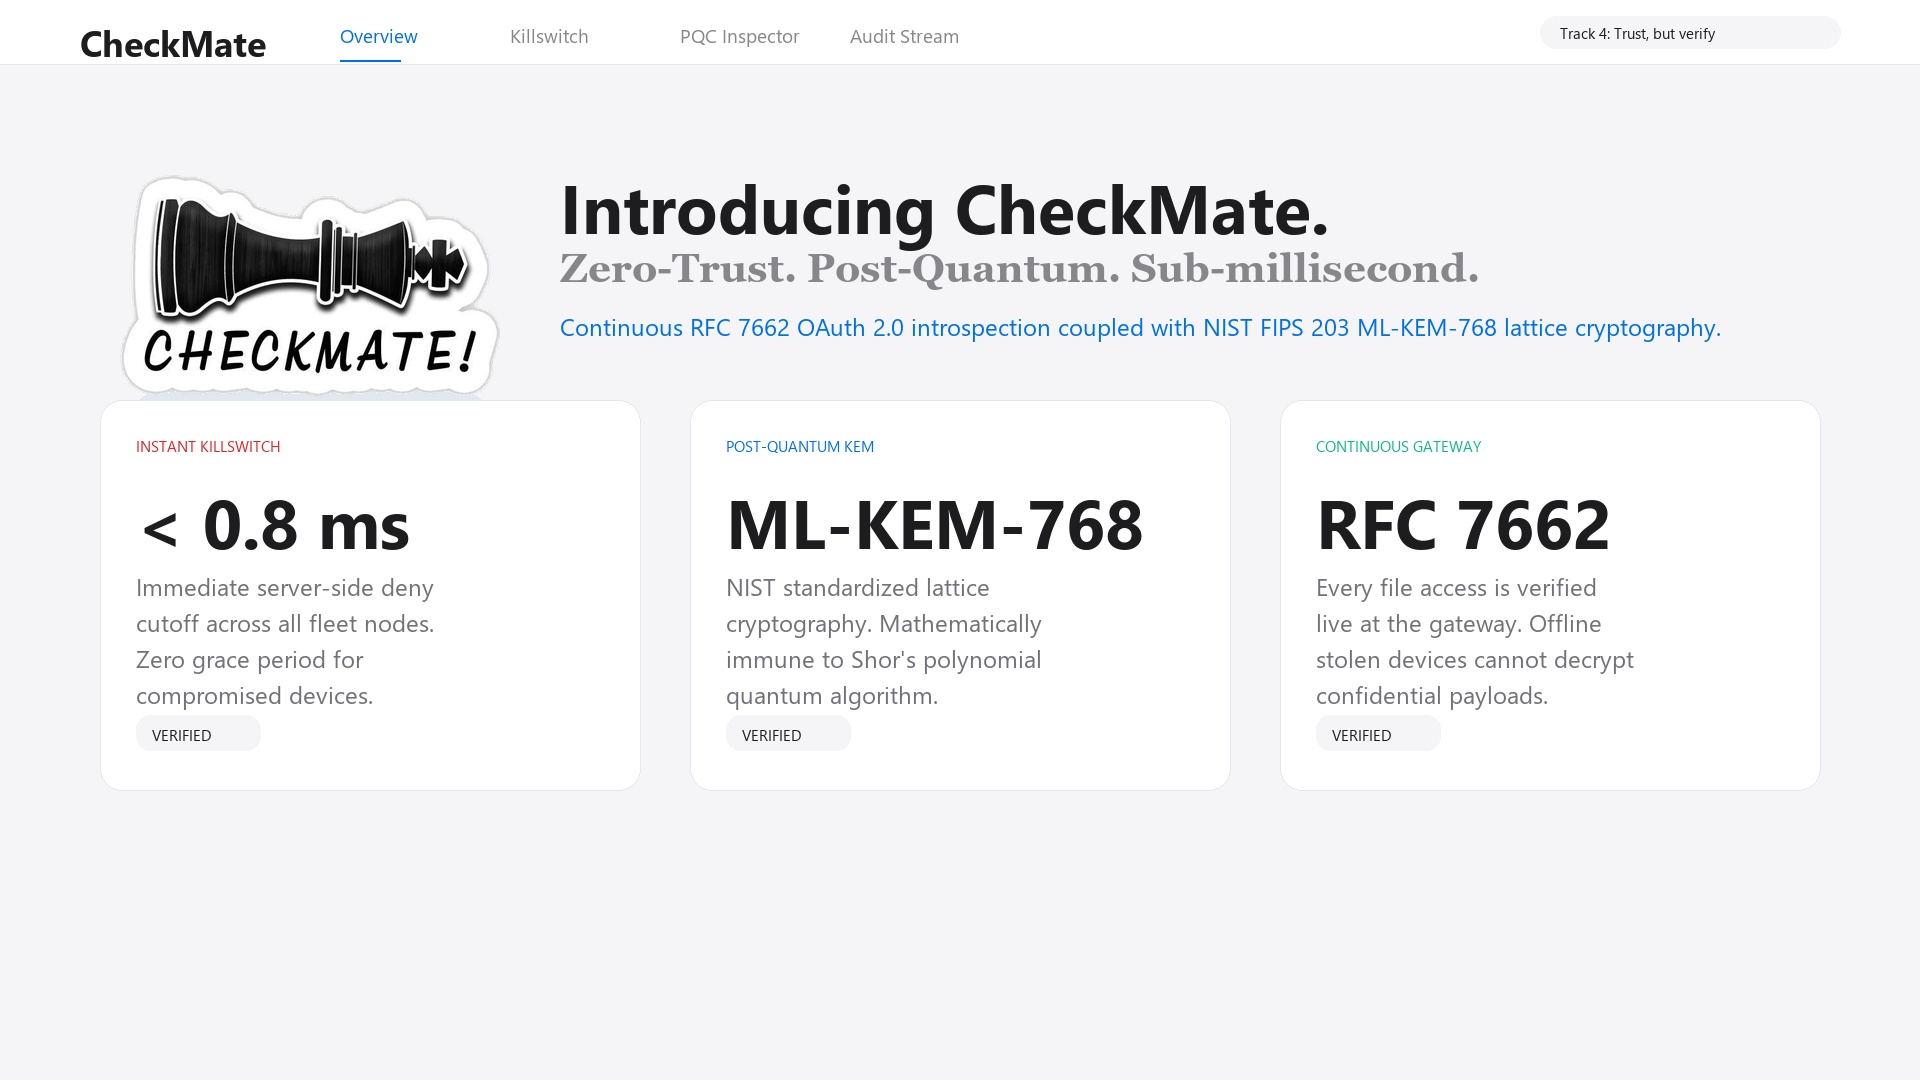 CheckMate
Overview
Killswitch
PQC Inspector
Audit Stream
Track 4: Trust, but verify
CHECKMATE!
Introducing CheckMate.
Zero-Trust. Post-Quantum. Sub-millisecond.
Continuous RFC 7662 OAuth 2.0 introspection coupled with NIST FIPS 203 ML-KEM-768 lattice cryptography.
INSTANT KILLSWITCH
< 0.8 ms
Immediate server-side deny
cutoff across all fleet nodes.
Zero grace period for
compromised devices.
VERIFIED
POST-QUANTUM KEM
ML-KEM-768
NIST standardized lattice
cryptography. Mathematically
immune to Shor's polynomial
quantum algorithm.
VERIFIED
CONTINUOUS GATEWAY
RFC 7662
Every file access is verified
live at the gateway. Offline
stolen devices cannot decrypt
confidential payloads.
VERIFIED